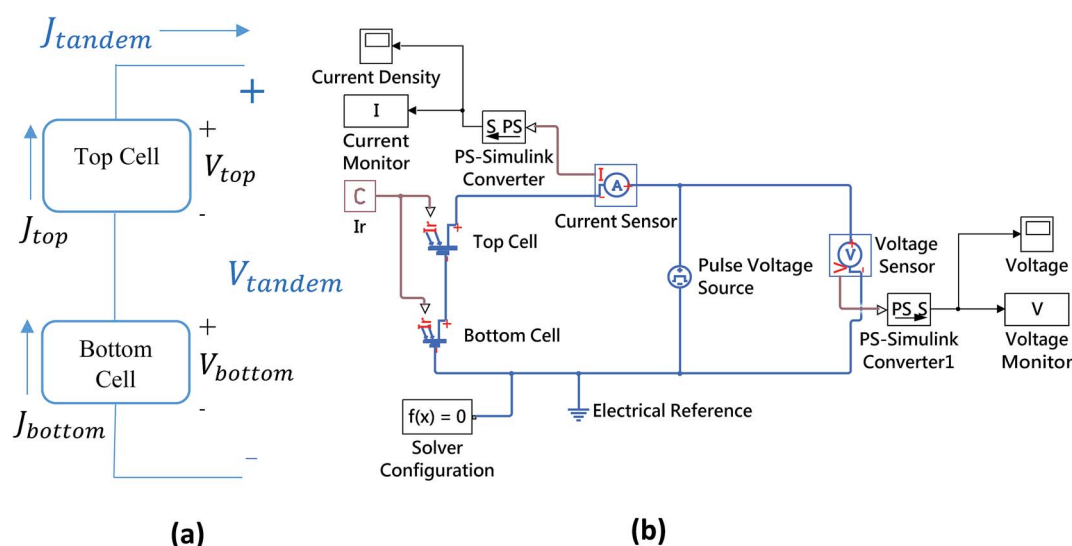 J_tandem
+
Top Cell
+
V_top
-
J_top
V_tandem
Bottom
Cell
+
V_bottom
-
J_bottom
−
(a)
Current Density
I
Current
Monitor
S PS
PS-Simulink
Converter
C
Ir
I
A
-
+
Current Sensor
Ir
+
Top Cell
-
Ir
+
Bottom Cell
-
Pulse Voltage
Source
+
V
V
-
Voltage
Sensor
Voltage
PS S
PS-Simulink
Converter1
V
Voltage
Monitor
f(x) = 0
Solver
Configuration
Electrical Reference
(b)